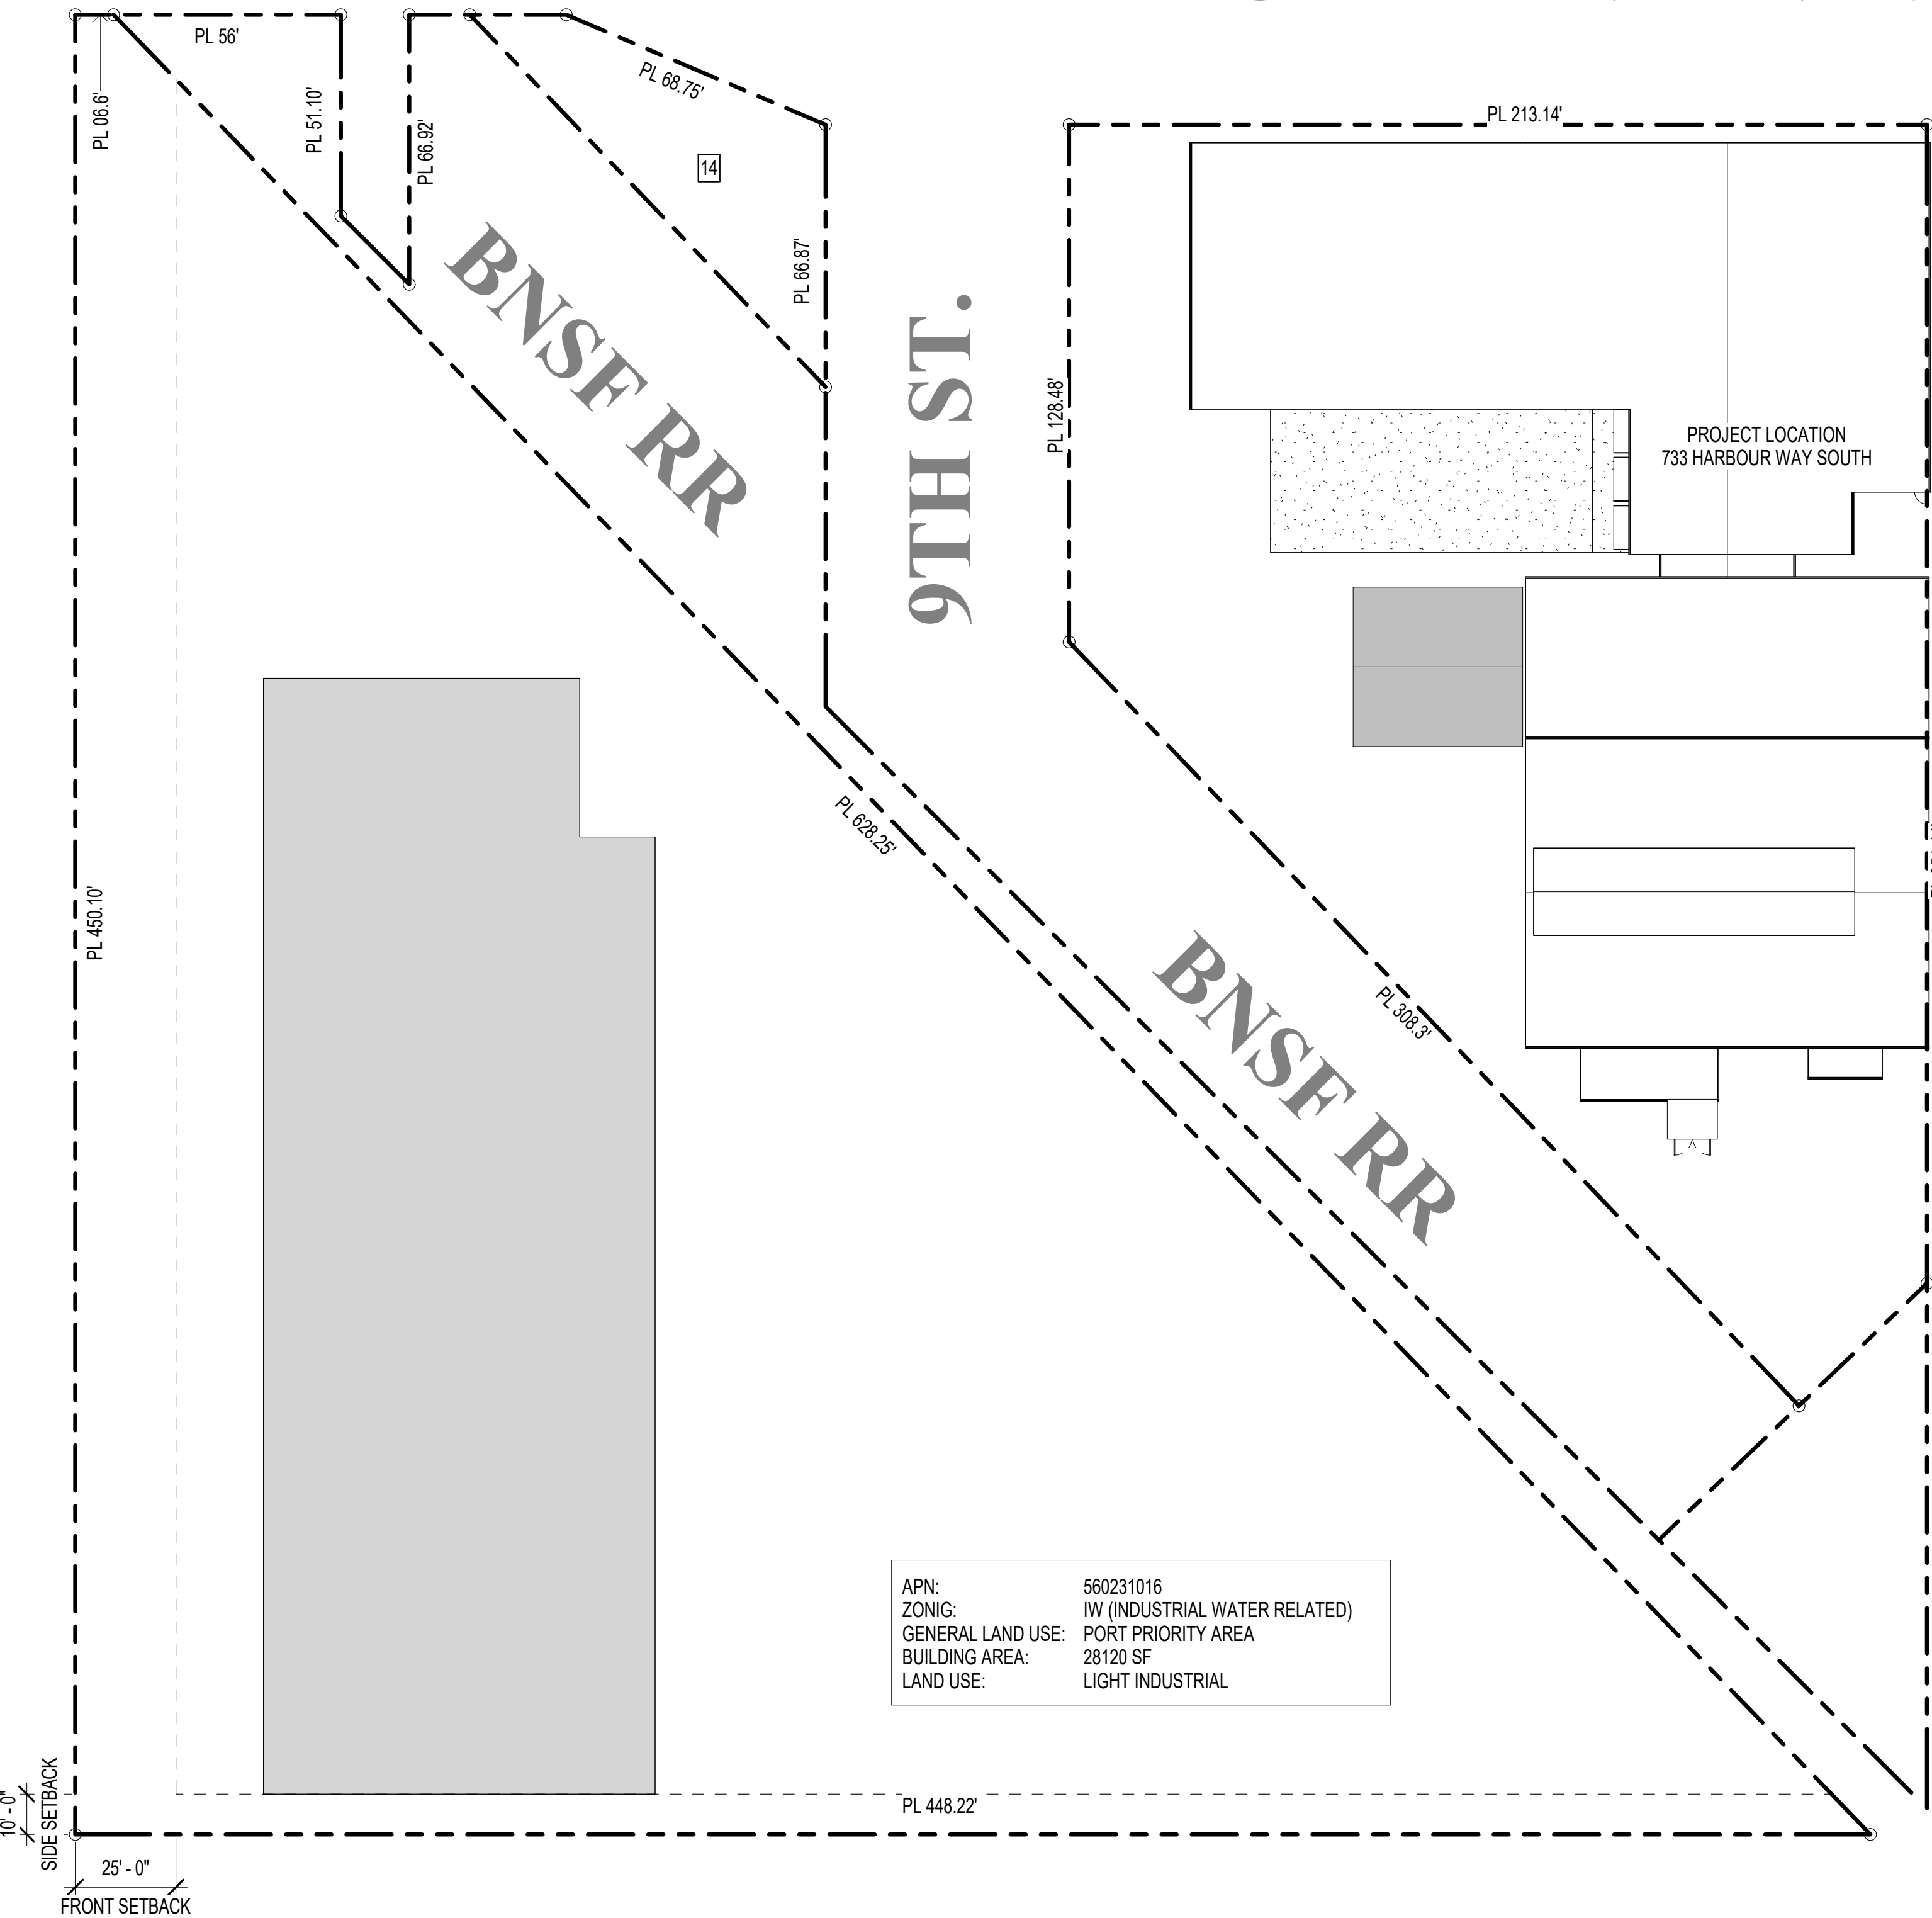 PL 56'
PL 06.6'
PL 51.10'
PL 66.92'
PL 68.75'
14
PL 66.87'
PL 213.14'
BNSF RR
9TH ST.
PL 128.48'
PROJECT LOCATION
733 HARBOUR WAY SOUTH
PL 628.25'
PL 450.10'
BNSF RR
PL 308.3'
APN: 560231016
ZONIG: IW (INDUSTRIAL WATER RELATED)
GENERAL LAND USE: PORT PRIORITY AREA
BUILDING AREA: 28120 SF
LAND USE: LIGHT INDUSTRIAL
PL 448.22'
10' - 0"
SIDE SETBACK
25' - 0"
FRONT SETBACK